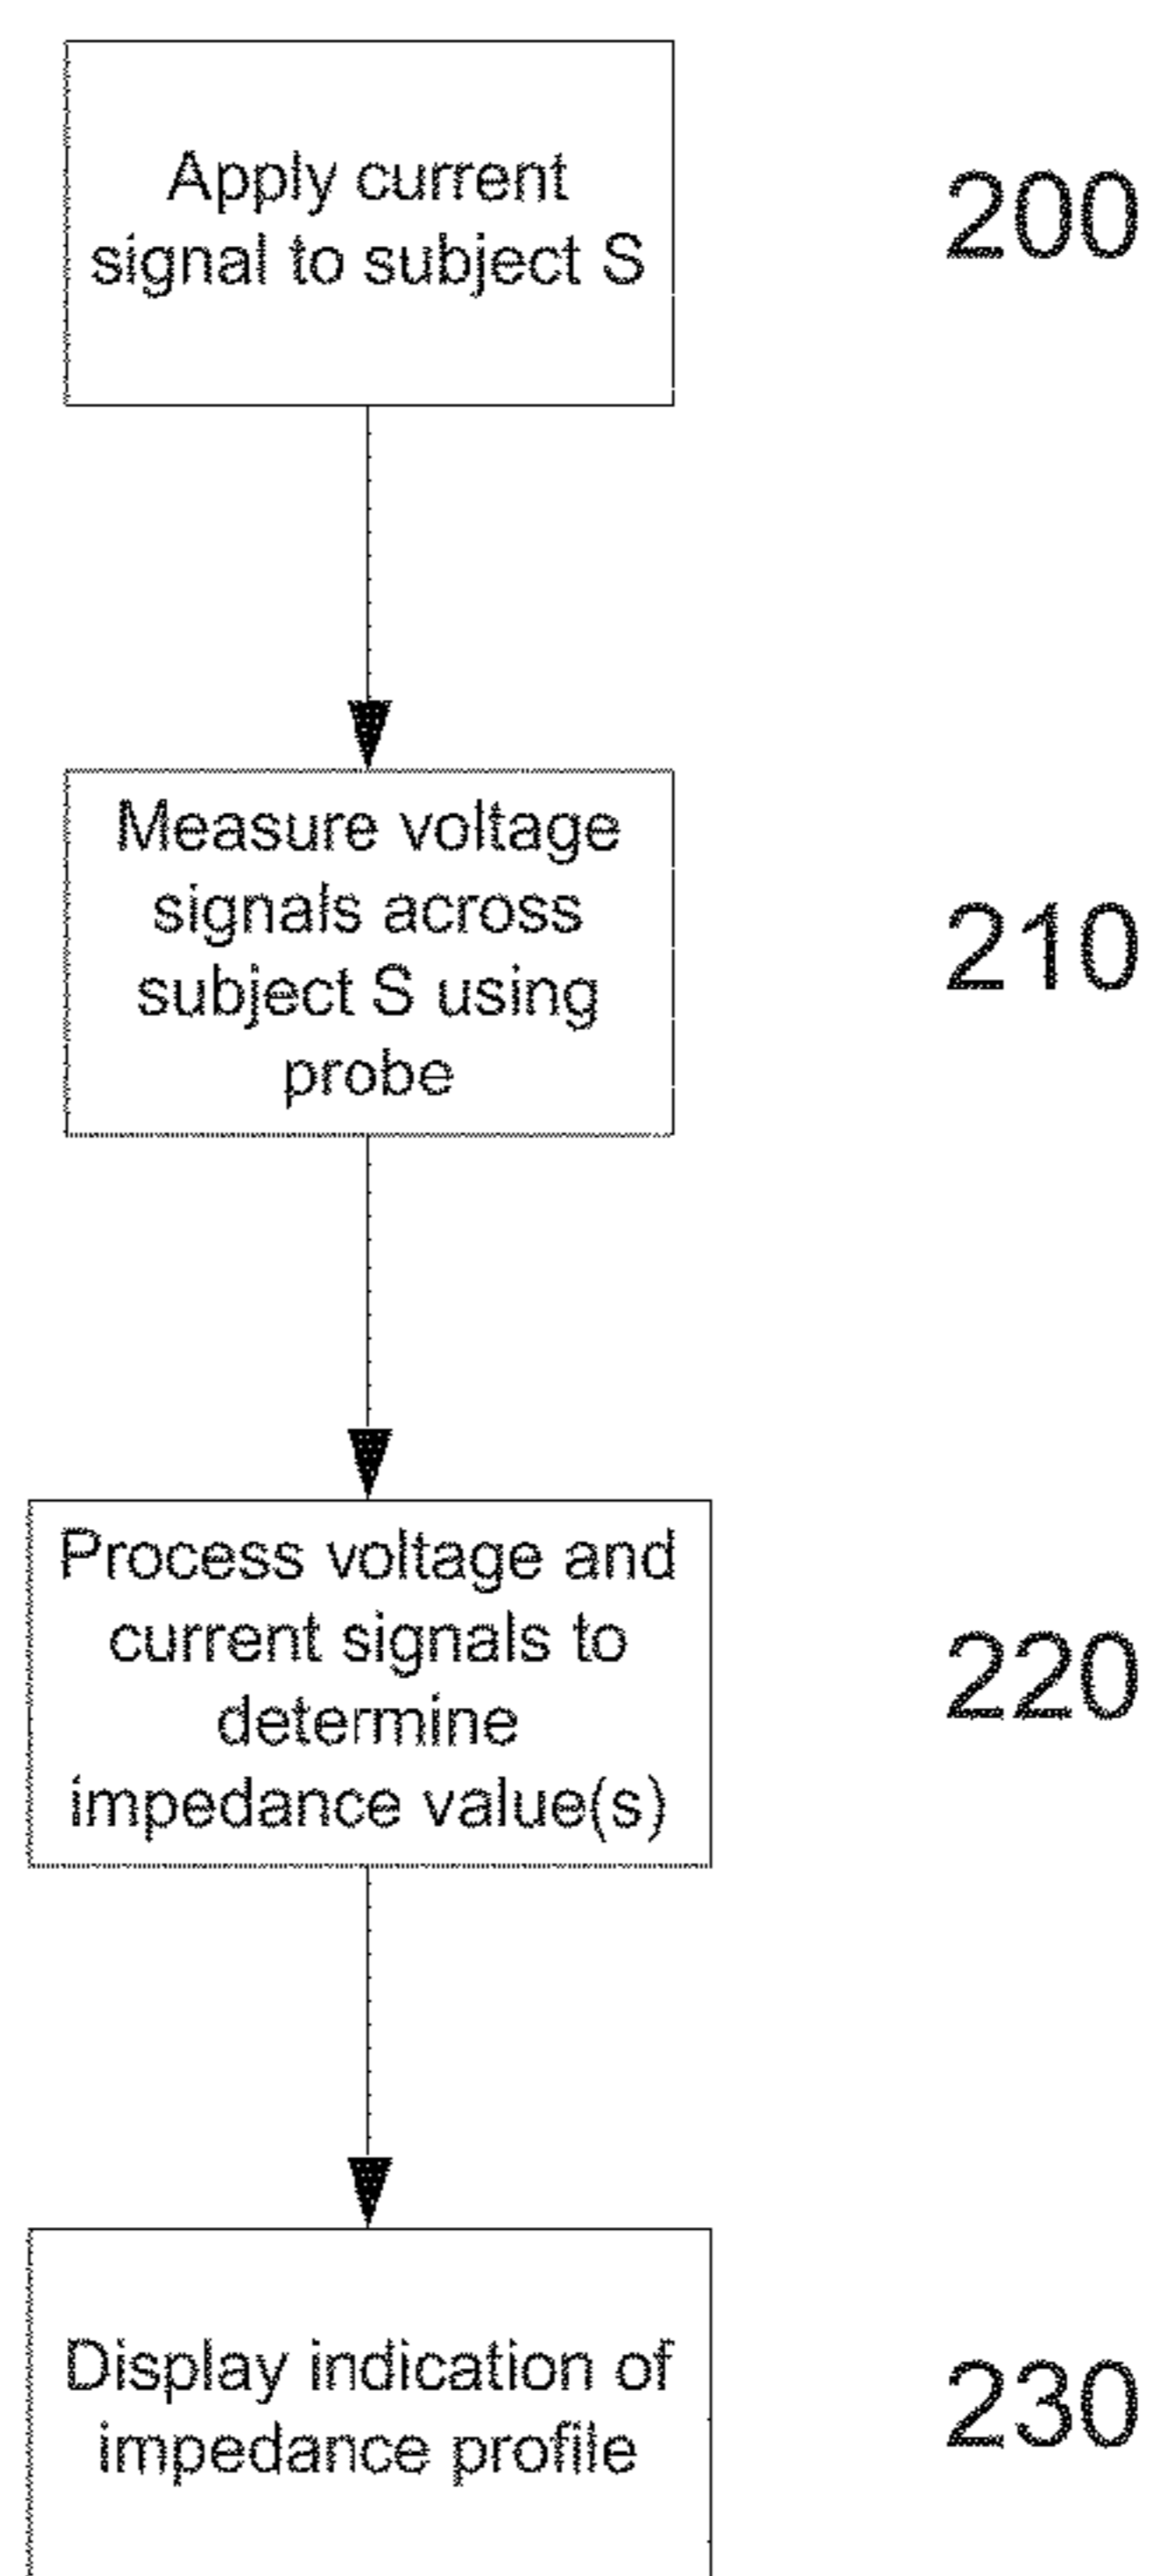 Apply current
signal to subject S
200
Measure voltage
signals across
subject S using
probe
210
Process voltage and
current signals to
determine
impedance value(s)
220
Display indication of
impedance profile
230